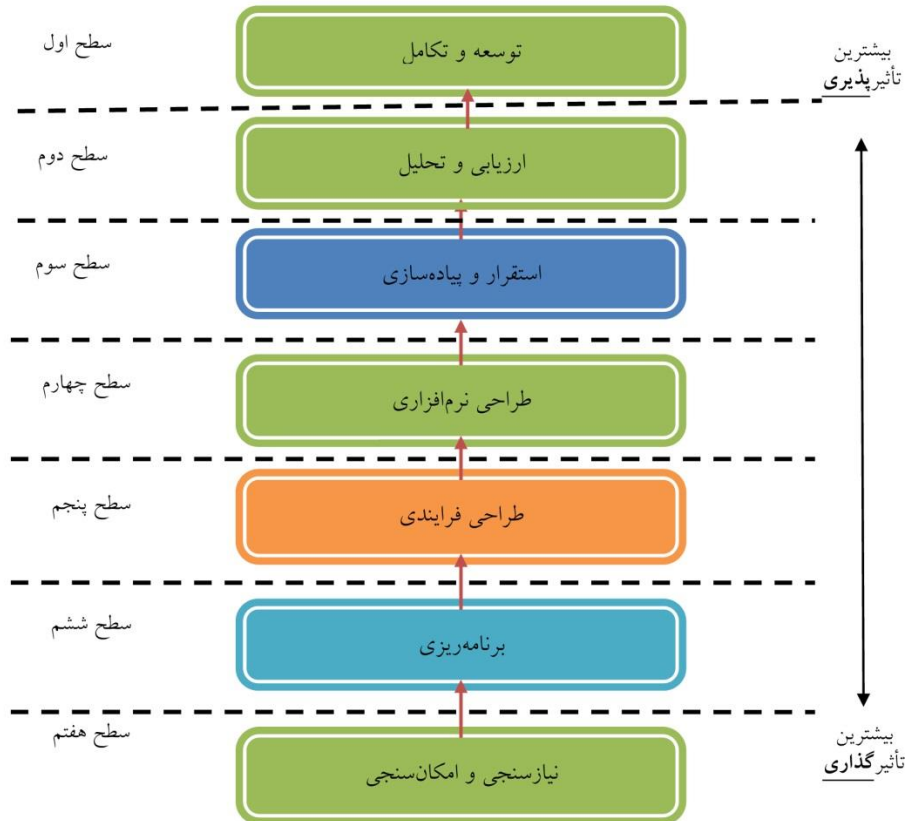 سطح اول
توسعه و تکامل
بیشترین
تأثیرپذیری
سطح دوم
ارزیابی و تحلیل
سطح سوم
استقرار و پیاده‌سازی
سطح چهارم
طراحی نرم‌افزاری
سطح پنجم
طراحی فرایندی
سطح ششم
برنامه‌ریزی
سطح هفتم
نیازسنجی و امکان‌سنجی
بیشترین
تأثیرگذاری